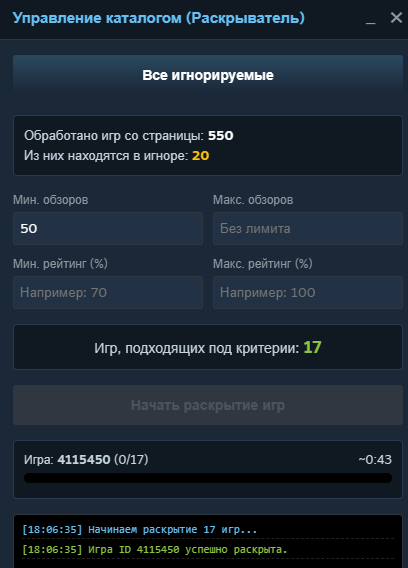 Управление каталогом (Раскрыватель)
Все игнорируемые
Обработано игр со страницы: 550
Из них находятся в игноре: 20
Мин. обзоров
Макс. обзоров
50
Без лимита
Мин. рейтинг (%)
Макс. рейтинг (%)
Например: 70
Например: 100
Игр, подходящих под критерии: 17
Начать раскрытие игр
Игра: 4115450 (0/17)
~0:43
[18:06:35] Начинаем раскрытие 17 игр...
[18:06:35] Игра ID 4115450 успешно раскрыта.